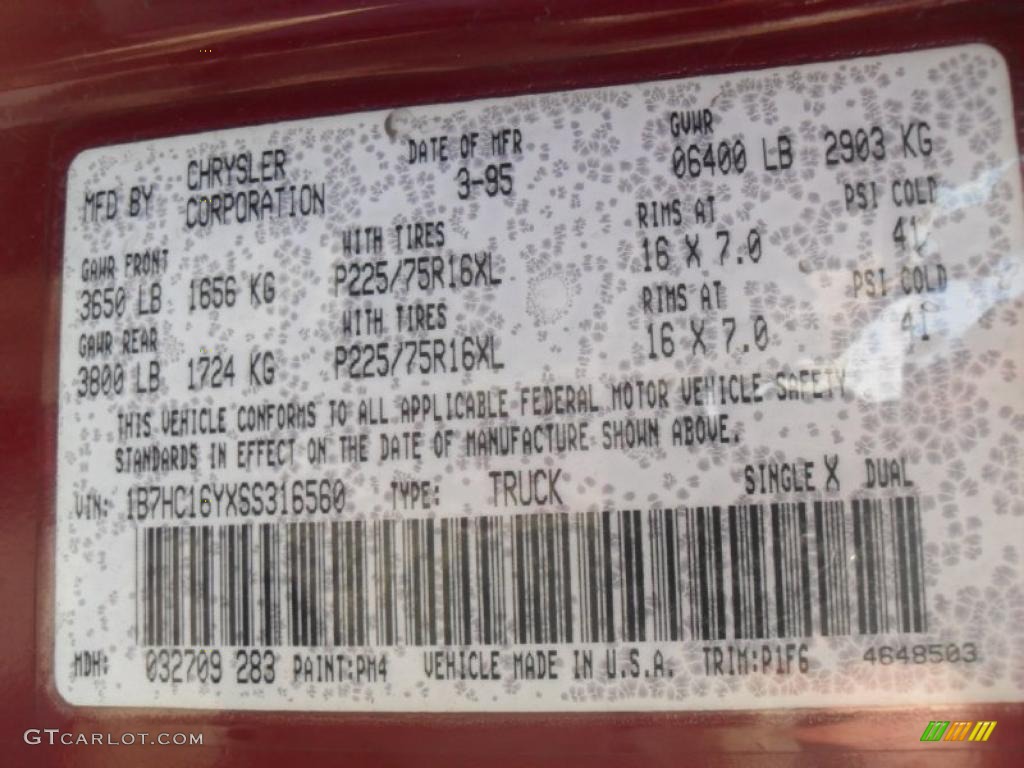 MFD BY CHRYSLER CORPORATION DATE OF MFR 3-95 GVWR 06400 LB 2903 KG
GAWR FRONT WITH TIRES RIMS AT PSI COLD
3650 LB 1656 KG P225/75R16XL 16 X 7.0 41
GAWR REAR WITH TIRES RIMS AT PSI COLD
3800 LB 1724 KG P225/75R16XL 16 X 7.0 41
THIS VEHICLE CONFORMS TO ALL APPLICABLE FEDERAL MOTOR VEHICLE SAFETY
STANDARDS IN EFFECT ON THE DATE OF MANUFACTURE SHOWN ABOVE.
VIN: 1B7HC16YXSS316560 TYPE: TRUCK SINGLE X DUAL
MDH: 032709 283 PAINT:PM4 VEHICLE MADE IN U.S.A. TRIM:P1F6 4648503
GTCARLOT.COM